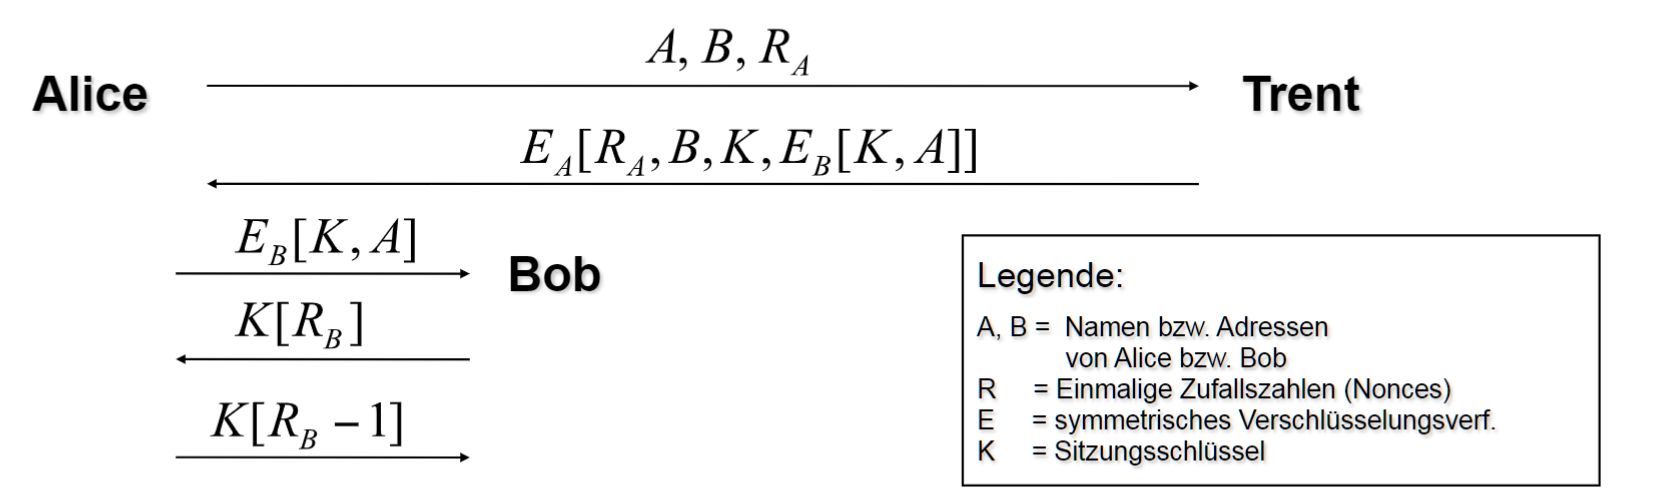 A, B, R_A
Alice
Trent
E_A[R_A, B, K, E_B[K, A]]
E_B[K, A]
Bob
K[R_B]
K[R_B − 1]
Legende:
A, B = Namen bzw. Adressen
von Alice bzw. Bob
R = Einmalige Zufallszahlen (Nonces)
E = symmetrisches Verschlüsselungsverf.
K = Sitzungsschlüssel